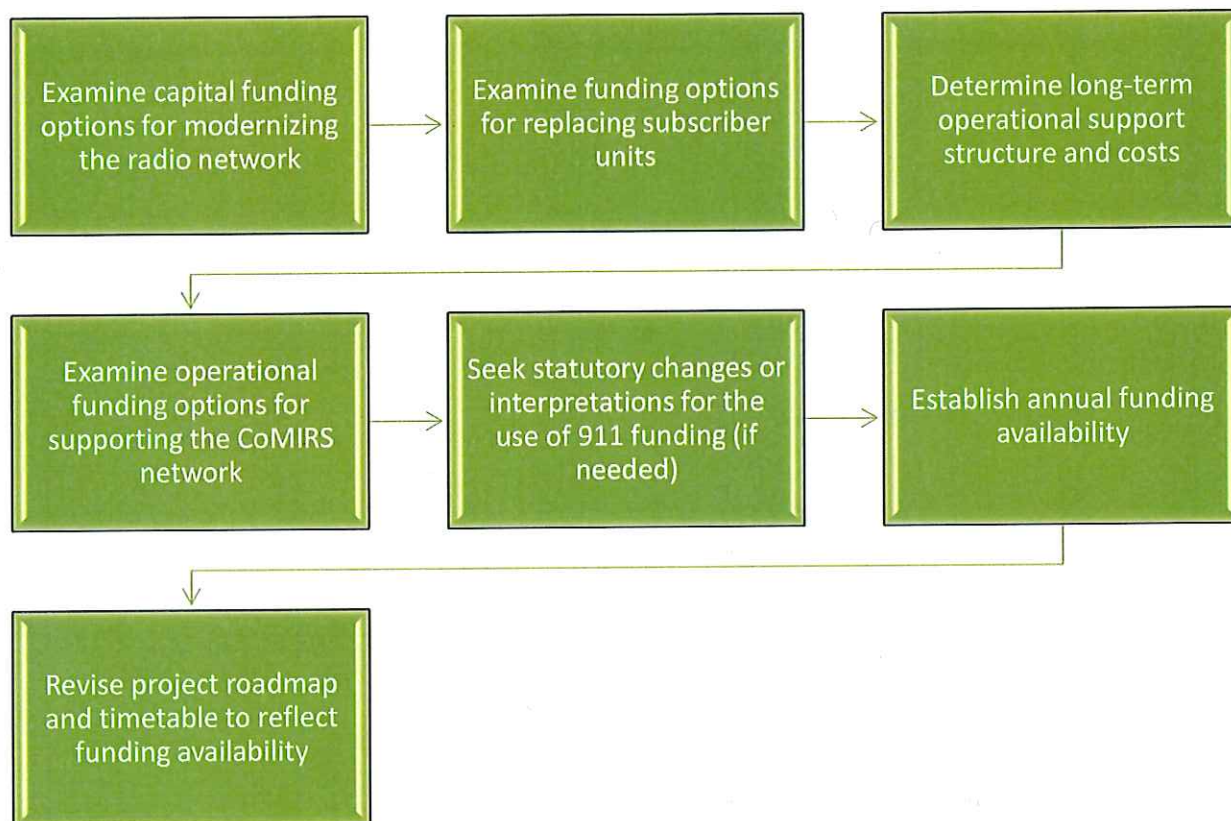 Examine capital funding
options for modernizing
the radio network
Examine funding options
for replacing subscriber
units
Determine long-term
operational support
structure and costs
Examine operational
funding options for
supporting the CoMIRS
network
Seek statutory changes or
interpretations for the
use of 911 funding (if
needed)
Establish annual funding
availability
Revise project roadmap
and timetable to reflect
funding availability